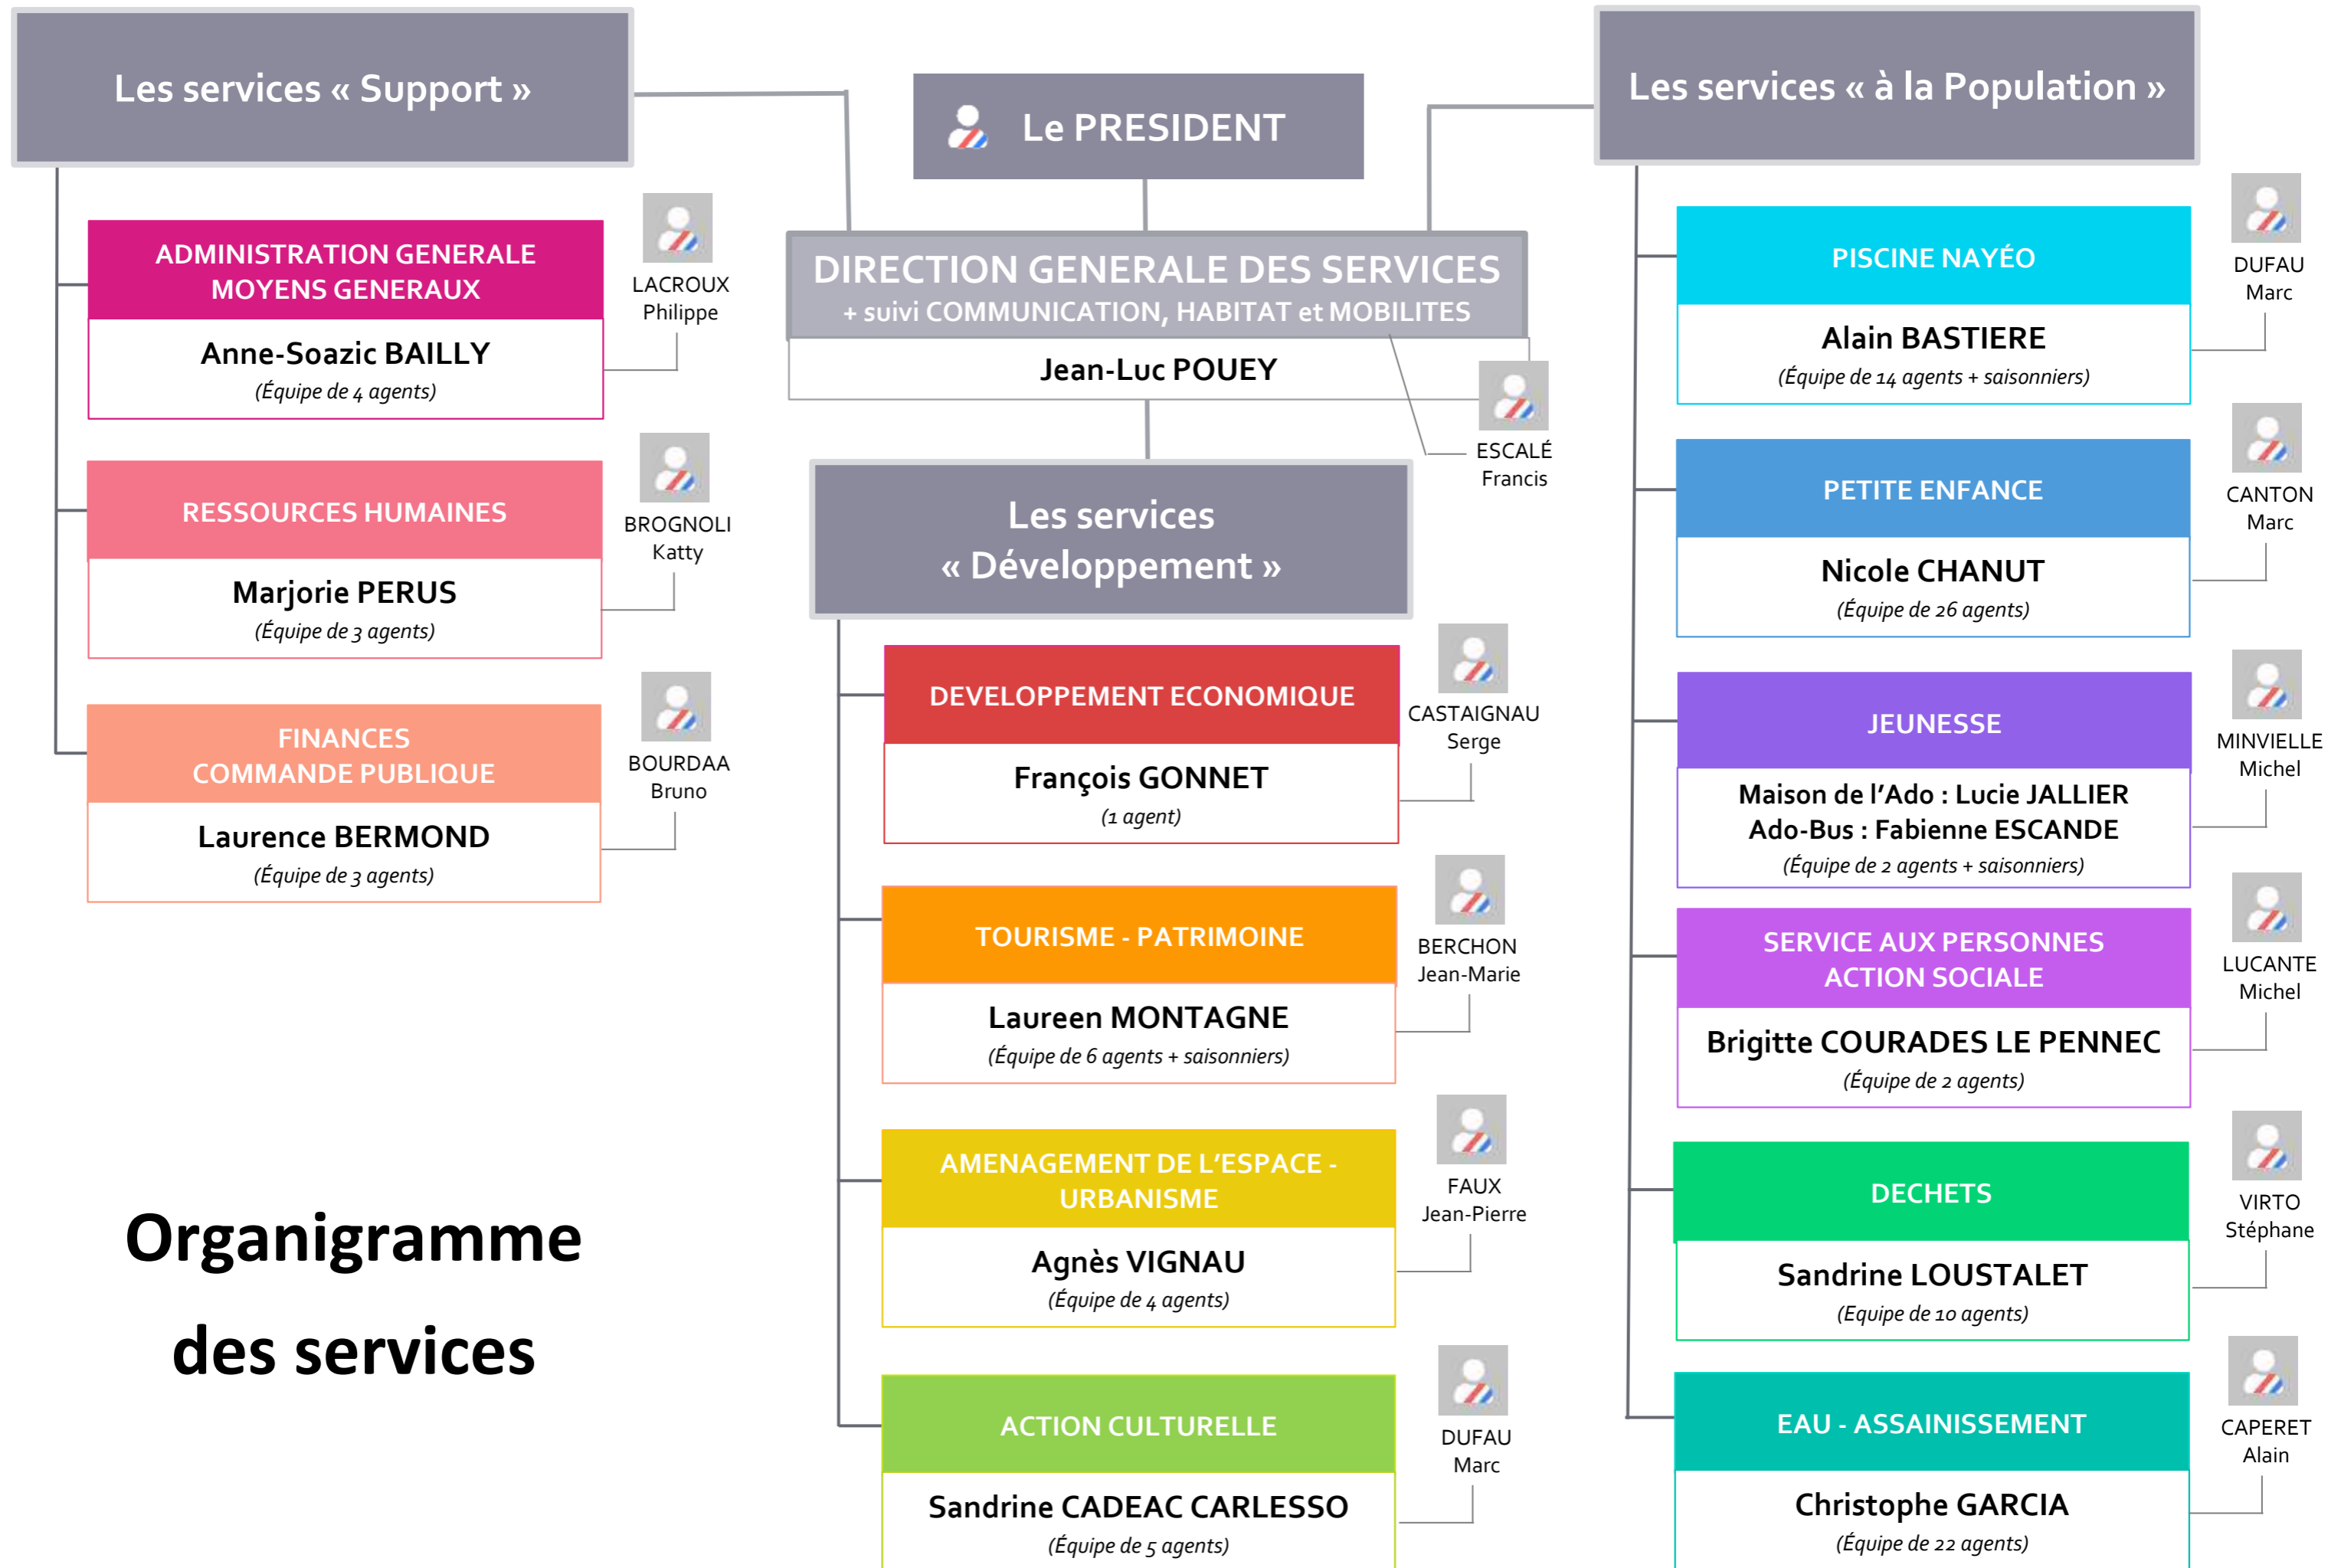 Les services « Support »
ADMINISTRATION GENERALE
MOYENS GENERAUX
Anne-Soazic BAILLY
(Équipe de 4 agents)
LACROUX
Philippe
RESSOURCES HUMAINES
Marjorie PERUS
(Équipe de 3 agents)
BROGNOLI
Katty
FINANCES
COMMANDE PUBLIQUE
Laurence BERMOND
(Équipe de 3 agents)
BOURDAA
Bruno
Organigramme
des services
Le PRESIDENT
DIRECTION GENERALE DES SERVICES
+ suivi COMMUNICATION, HABITAT et MOBILITES
Jean-Luc POUEY
ESCALÉ
Francis
Les services
« Développement »
DEVELOPPEMENT ECONOMIQUE
François GONNET
(1 agent)
CASTAIGNAU
Serge
TOURISME - PATRIMOINE
Laureen MONTAGNE
(Équipe de 6 agents + saisonniers)
BERCHON
Jean-Marie
AMENAGEMENT DE L’ESPACE -
URBANISME
Agnès VIGNAU
(Équipe de 4 agents)
FAUX
Jean-Pierre
ACTION CULTURELLE
Sandrine CADEAC CARLESSO
(Équipe de 5 agents)
DUFAU
Marc
Les services « à la Population »
PISCINE NAYÉO
Alain BASTIERE
(Équipe de 14 agents + saisonniers)
DUFAU
Marc
PETITE ENFANCE
Nicole CHANUT
(Équipe de 26 agents)
CANTON
Marc
JEUNESSE
Maison de l’Ado : Lucie JALLIER
Ado-Bus : Fabienne ESCANDE
(Équipe de 2 agents + saisonniers)
MINVIELLE
Michel
SERVICE AUX PERSONNES
ACTION SOCIALE
Brigitte COURADES LE PENNEC
(Équipe de 2 agents)
LUCANTE
Michel
DECHETS
Sandrine LOUSTALET
(Equipe de 10 agents)
VIRTO
Stéphane
EAU - ASSAINISSEMENT
Christophe GARCIA
(Équipe de 22 agents)
CAPERET
Alain